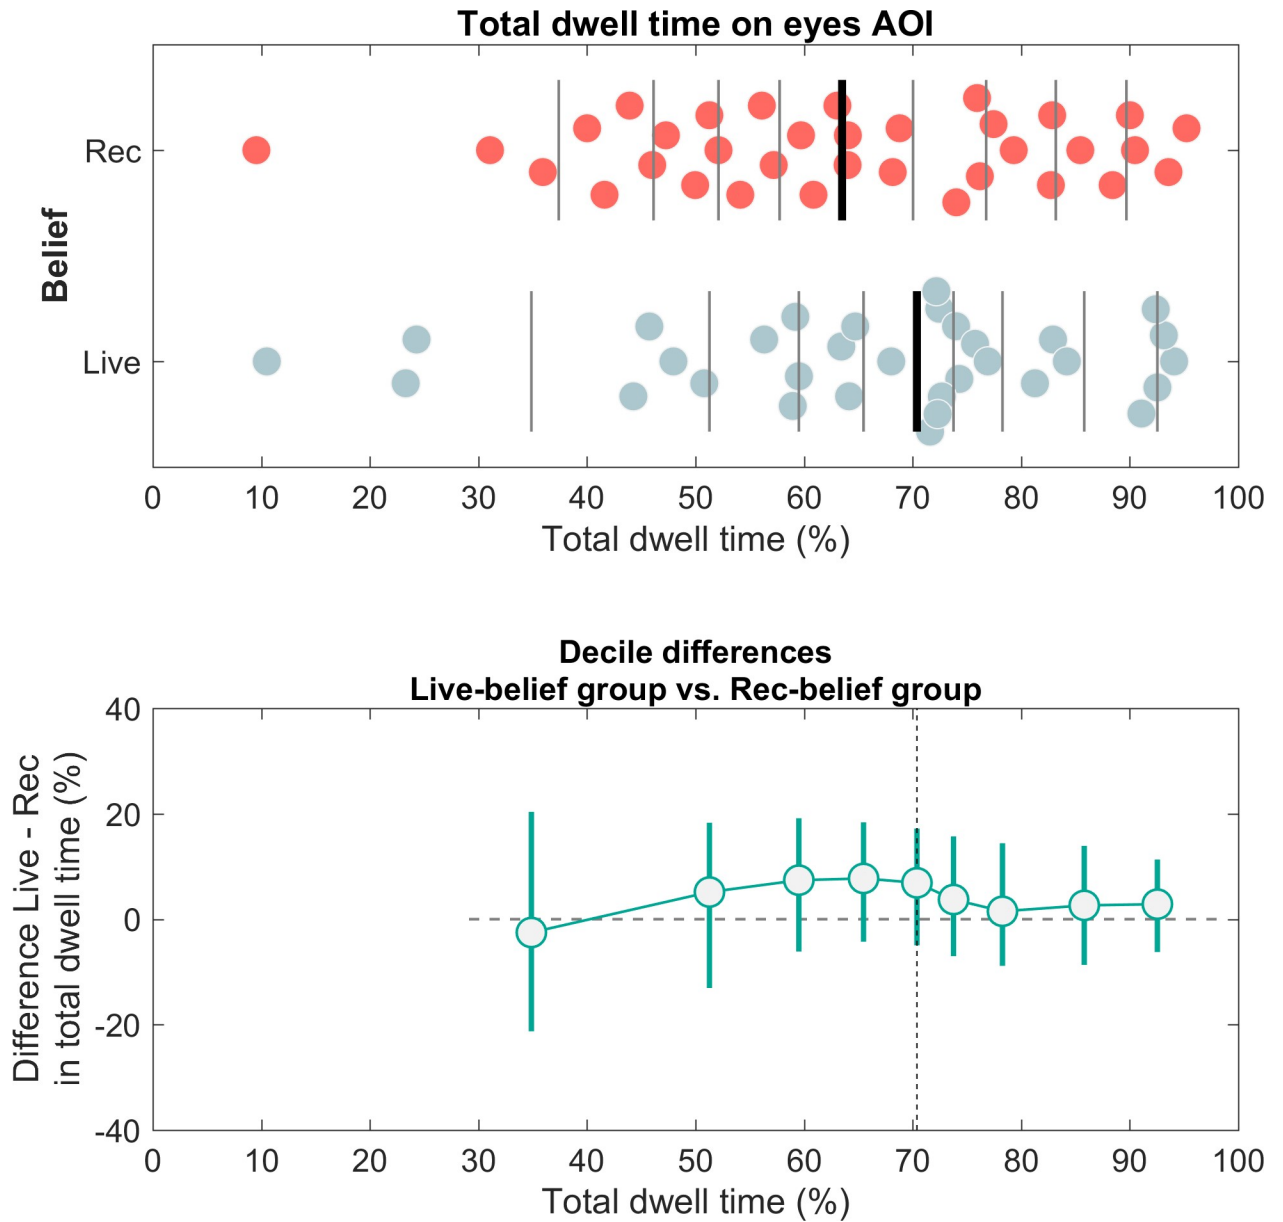 Total dwell time on eyes AOI
Belief
Rec
Live
0 10 20 30 40 50 60 70 80 90 100
Total dwell time (%)
Decile differences
Live-belief group vs. Rec-belief group
Difference Live - Rec
in total dwell time (%)
40
20
0
-20
-40
0 10 20 30 40 50 60 70 80 90 100
Total dwell time (%)